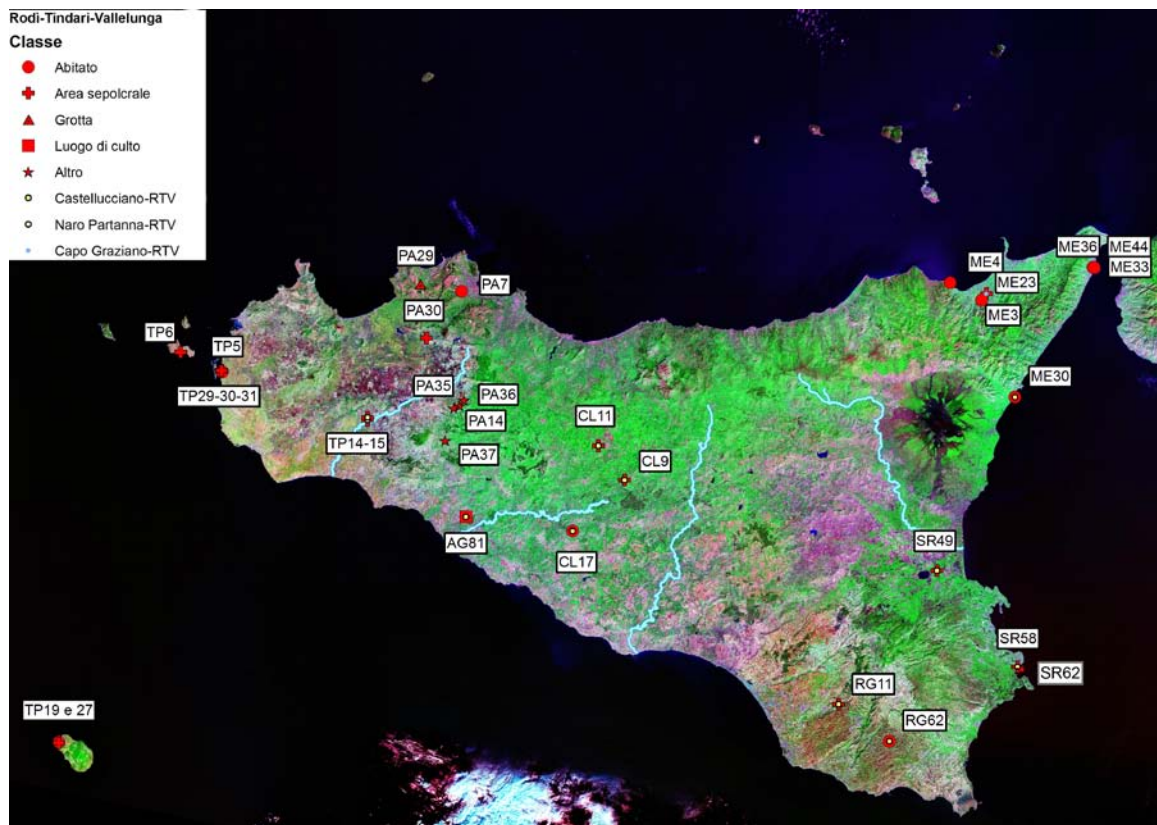 Rodì-Tindari-Vallelunga
Classe
Abitato
Area sepolcrale
Grotta
Luogo di culto
Altro
Castellucciano-RTV
Naro Partanna-RTV
Capo Graziano-RTV
PA29
PA7
PA30
ME36
ME44
ME4
ME33
ME23
ME3
TP6
TP5
TP29-30-31
PA35
PA36
PA14
TP14-15
PA37
CL11
CL9
ME30
AG81
CL17
SR49
SR58
SR62
RG11
RG62
TP19 e 27